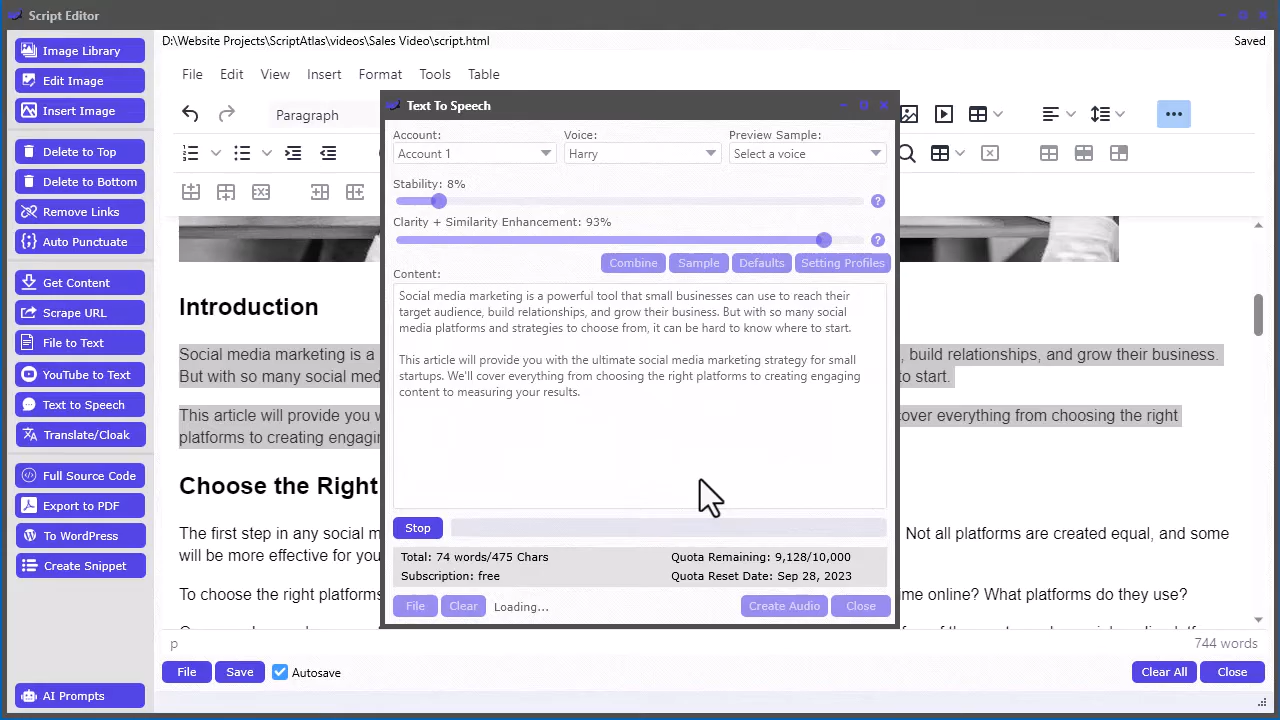 Script Editor
D:\Website Projects\ScriptAtlas\videos\Sales Video\script.html
Saved
Image Library
Edit Image
Insert Image
Delete to Top
Delete to Bottom
Remove Links
Auto Punctuate
Get Content
Scrape URL
File to Text
YouTube to Text
Text to Speech
Translate/Cloak
Full Source Code
Export to PDF
To WordPress
Create Snippet
AI Prompts
File Edit View Insert Format Tools Table
Paragraph
Introduction
Social media marketing is a
, build relationships, and grow their business.
But with so many social med
to start.
This article will provide you
cover everything from choosing the right
platforms to creating engagin
Choose the Right
The first step in any social m
Not all platforms are created equal, and some
will be more effective for you
To choose the right platforms
me online? What platforms do they use?
Text To Speech
Account: Voice: Preview Sample:
Account 1 Harry Select a voice
Stability: 8%
?
Clarity + Similarity Enhancement: 93%
?
Combine Sample Defaults Setting Profiles
Content:
Social media marketing is a powerful tool that small businesses can use to reach their
target audience, build relationships, and grow their business. But with so many social
media platforms and strategies to choose from, it can be hard to know where to start.
This article will provide you with the ultimate social media marketing strategy for small
startups. We'll cover everything from choosing the right platforms to creating engaging
content to measuring your results.
Stop
Total: 74 words/475 Chars Quota Remaining: 9,128/10,000
Subscription: free Quota Reset Date: Sep 28, 2023
File Clear Loading... Create Audio Close
p
744 words
File Save Autosave Clear All Close